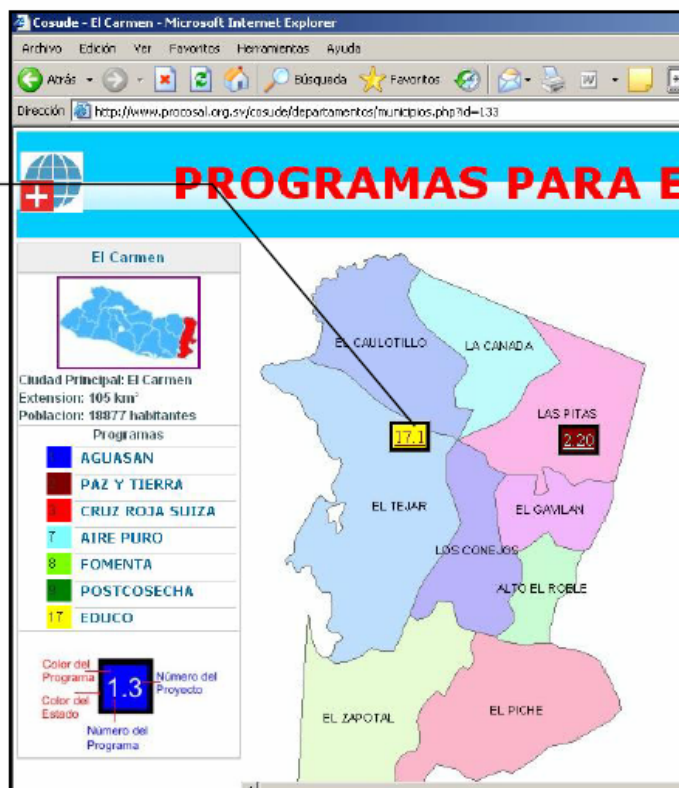 Cosude - El Carmen - Microsoft Internet Explorer
Archivo Edición Ver Favoritos Herramientas Ayuda
Atrás Búsqueda Favoritos
Dirección http://www.procosal.org.sv/cosude/departamentos/municipios.php?id=133
PROGRAMAS PARA E
El Carmen
Ciudad Principal: El Carmen
Extension: 105 km²
Poblacion: 18877 habitantes
Programas
AGUASAN
PAZ Y TIERRA
CRUZ ROJA SUIZA
7 AIRE PURO
8 FOMENTA
POSTCOSECHA
17 EDUCO
Color del Programa
Color del Estado
1.3
Número del Proyecto
Número del Programa
EL CAULOTILLO
LA CANADA
LAS PITAS
17.1
2.20
EL TEJAR
EL GAVILAN
LOS CONEJOS
ALTO EL ROBLE
EL ZAPOTAL
EL PICHE